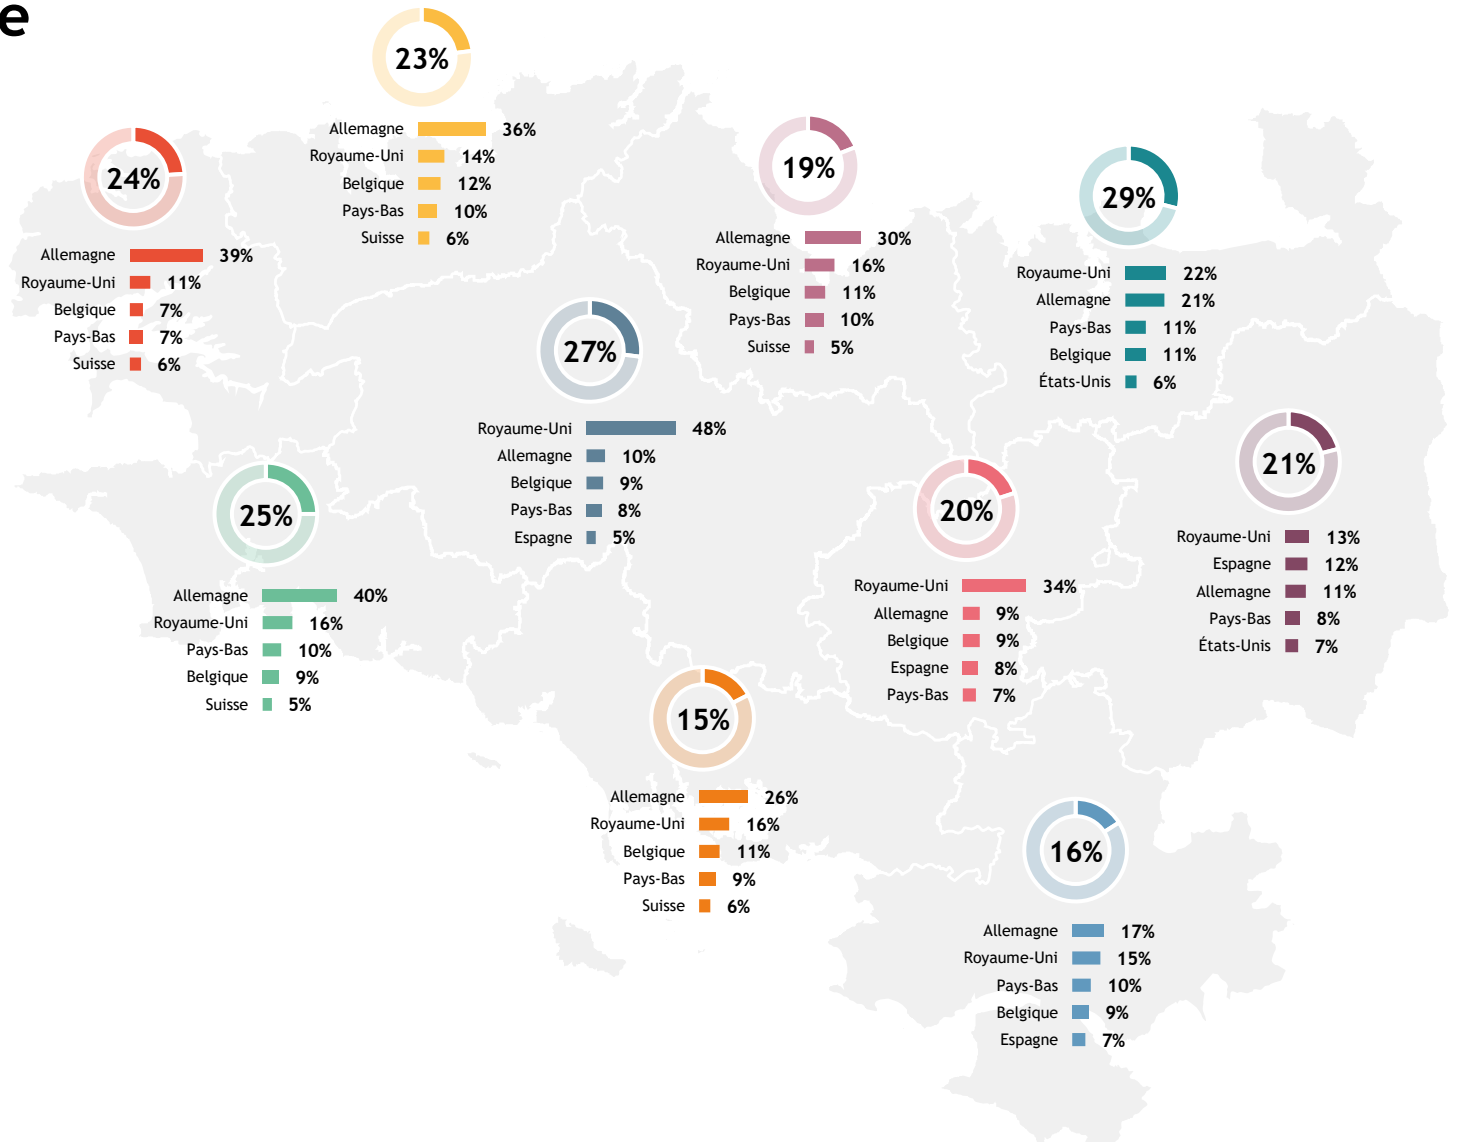 e
23%
Allemagne 36%
Royaume-Uni 14%
Belgique 12%
Pays-Bas 10%
Suisse 6%
24%
Allemagne 39%
Royaume-Uni 11%
Belgique 7%
Pays-Bas 7%
Suisse 6%
19%
Allemagne 30%
Royaume-Uni 16%
Belgique 11%
Pays-Bas 10%
Suisse 5%
29%
Royaume-Uni 22%
Allemagne 21%
Pays-Bas 11%
Belgique 11%
États-Unis 6%
27%
Royaume-Uni 48%
Allemagne 10%
Belgique 9%
Pays-Bas 8%
Espagne 5%
25%
Allemagne 40%
Royaume-Uni 16%
Pays-Bas 10%
Belgique 9%
Suisse 5%
20%
Royaume-Uni 34%
Allemagne 9%
Belgique 9%
Espagne 8%
Pays-Bas 7%
21%
Royaume-Uni 13%
Espagne 12%
Allemagne 11%
Pays-Bas 8%
États-Unis 7%
15%
Allemagne 26%
Royaume-Uni 16%
Belgique 11%
Pays-Bas 9%
Suisse 6%
16%
Allemagne 17%
Royaume-Uni 15%
Pays-Bas 10%
Belgique 9%
Espagne 7%